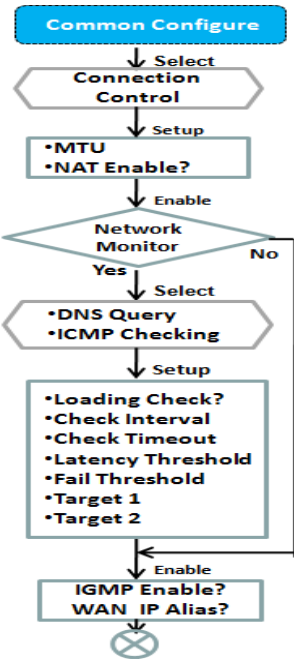 Common Configure
Select
Connection
Control
Setup
•MTU
•NAT Enable?
Enable
Network
Monitor
No
Yes
Select
•DNS Query
•ICMP Checking
Setup
•Loading Check?
•Check Interval
•Check Timeout
•Latency Threshold
•Fail Threshold
•Target 1
•Target 2
Enable
IGMP Enable?
WAN IP Alias?